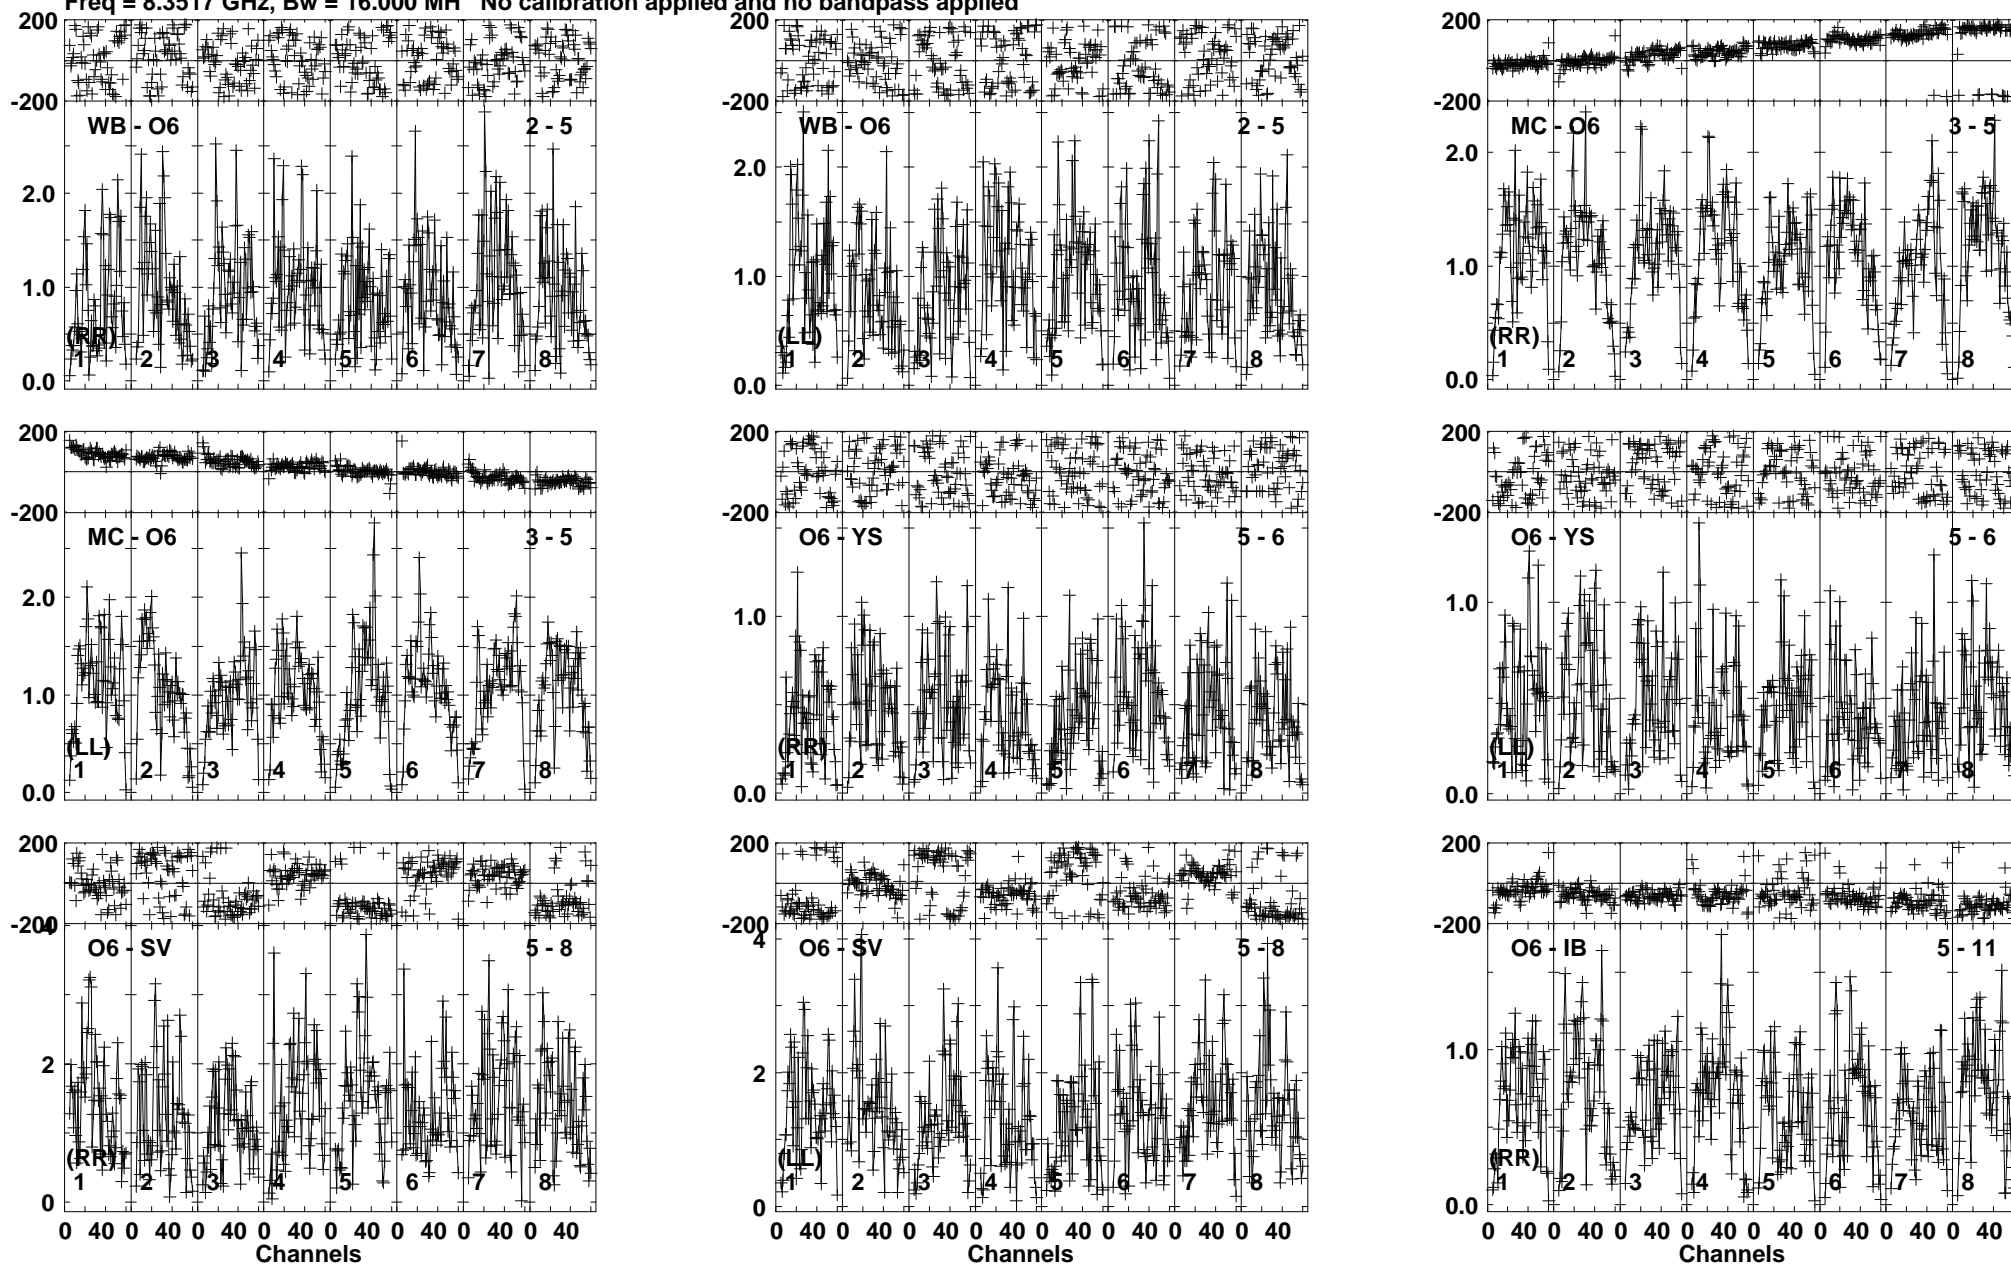 Freq = 8.3517 GHz, Bw = 16.000 MH No calibration applied and no bandpass applied
200 200 200
-200 -200 -200
WB - O6 2 - 5 WB - O6 2 - 5 MC - O6 3 - 5
2.0 2.0 2.0
1.0 1.0 1.0
(RR) (LL) (RR)
1 2 3 4 5 6 7 8 1 2 3 4 5 6 7 8 1 2 3 4 5 6 7 8
0.0 0.0 0.0
200 200 200
-200 -200 -200
MC - O6 3 - 5 O6 - YS 5 - 6 O6 - YS 5 - 6
2.0 1.0 1.0
1.0
(LL) (RR) (LL)
1 2 3 4 5 6 7 8 1 2 3 4 5 6 7 8 1 2 3 4 5 6 7 8
0.0 0.0 0.0
200 200 200
-200 -200 -200
4 4
O6 - SV 5 - 8 O6 - SV 5 - 8 O6 - IB 5 - 11
2 2 1.0
(RR) (LL) (RR)
1 2 3 4 5 6 7 8 1 2 3 4 5 6 7 8 1 2 3 4 5 6 7 8
0 0 0.0
0 40 0 40 0 40 0 40 0 40 0 40 0 40 0 40 0 40 0 40 0 40 0 40 0 40 0 40 0 40 0 40 0 40 0 40 0 40 0 40 0 40 0 40 0 40 0 40
Channels Channels Channels